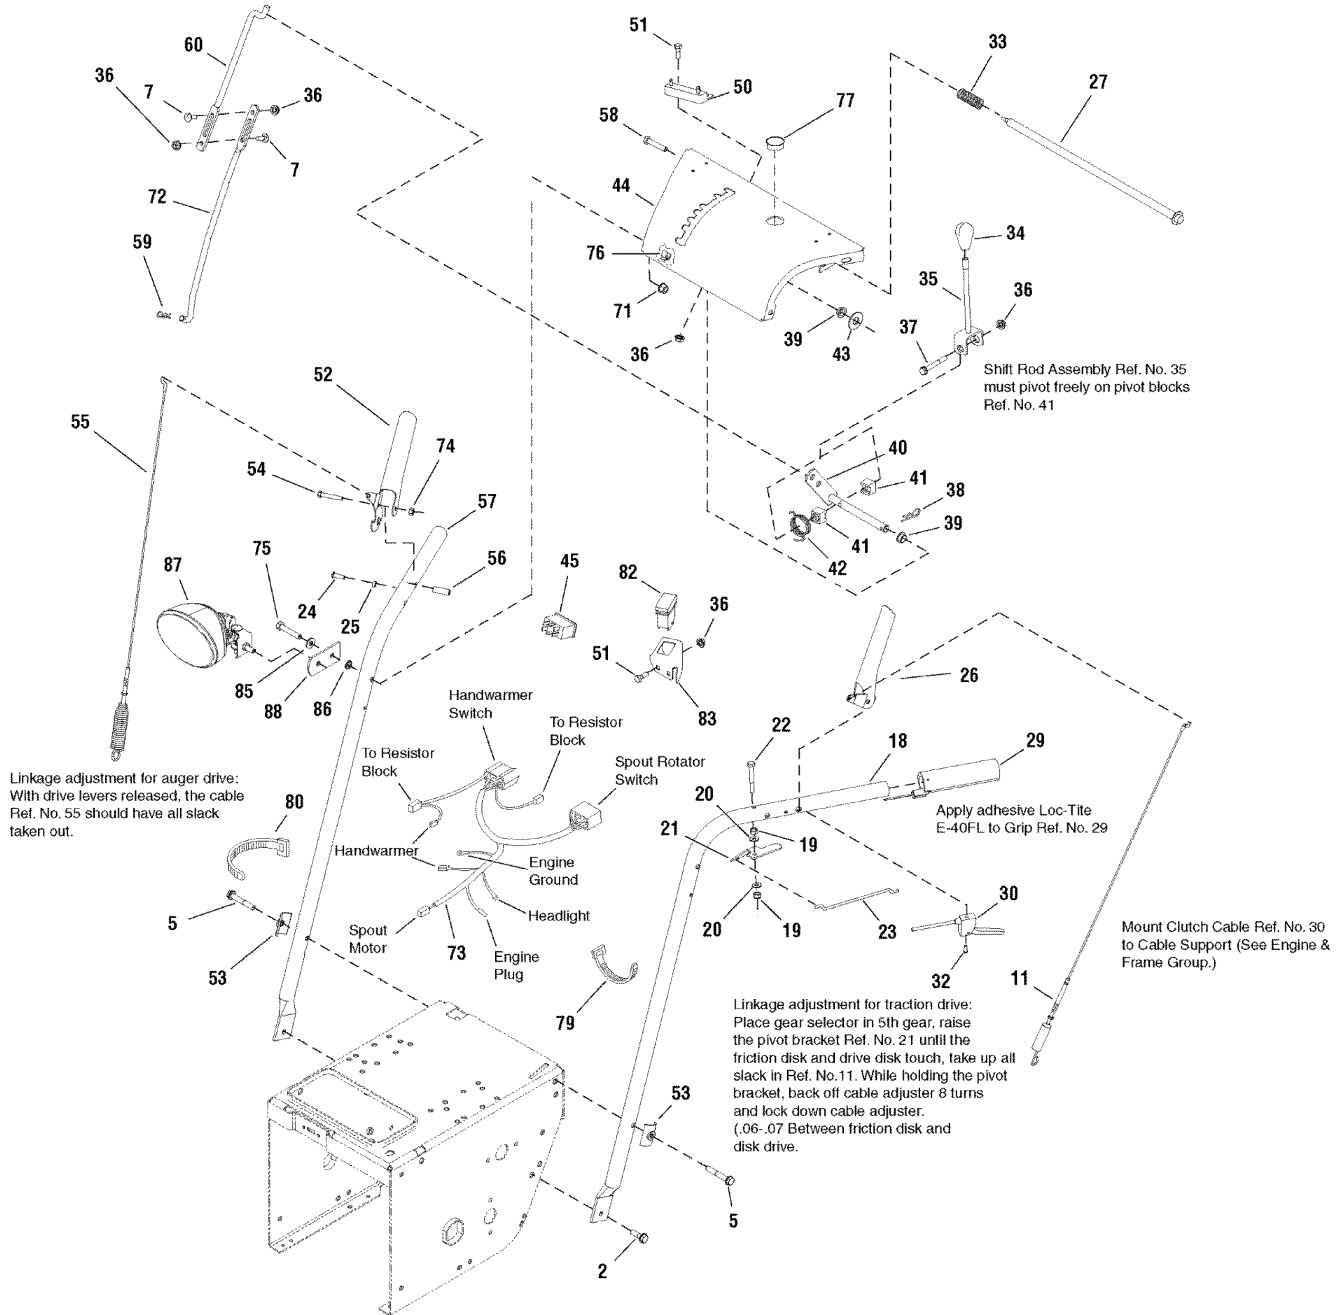 60
51
33
36
7
36
50
27
77
58
7
44
72
34
59
76
35
36
71
37
39
36
43
52
Shift Rod Assembly Ref. No. 35
must pivot freely on pivot blocks
Ref. No. 41
55
74
40
54
41
38
57
75
41
39
87
56
45
82
42
24
36
25
51
26
85
88
86
83
Handwarmer
Switch
22
To Resistor
Block
To Resistor
Block
18
29
Spout Rotator
Switch
Linkage adjustment for auger drive:
With drive levers released, the cable
Ref. No. 55 should have all slack
taken out.
20
80
Apply adhesive Loc-Tite
E-40FL to Grip Ref. No. 29
21
19
Handwarmer
Engine
Ground
30
5
Headlight
20
19
23
Mount Clutch Cable Ref. No. 30
to Cable Support (See Engine &
Frame Group.)
Spout
Motor
73
Engine
Plug
53
32
11
79
Linkage adjustment for traction drive:
Place gear selector in 5th gear, raise
the pivot bracket Ref. No. 21 until the
friction disk and drive disk touch, take up all
slack in Ref. No.11. While holding the pivot
bracket, back off cable adjuster 8 turns
and lock down cable adjuster.
(.06-.07 Between friction disk and
disk drive.
53
5
2